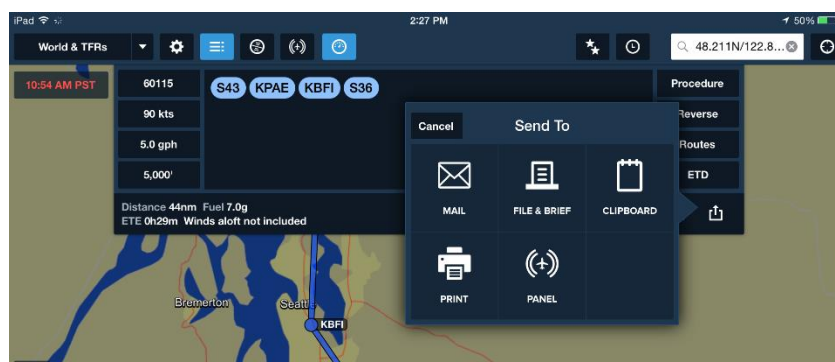 iPad 2:27 PM 50%
World & TFRs 48.211N/122.8...
10:54 AM PST 60115 S43 KPAE KBFI S36 Procedure
90 kts Cancel Send To Reverse
5.0 gph Routes
5,000' ETD
MAIL FILE & BRIEF CLIPBOARD
Distance 44nm Fuel 7.0g
ETE 0h29m Winds aloft not included
PRINT PANEL
Bremerton Seattl
KBFI